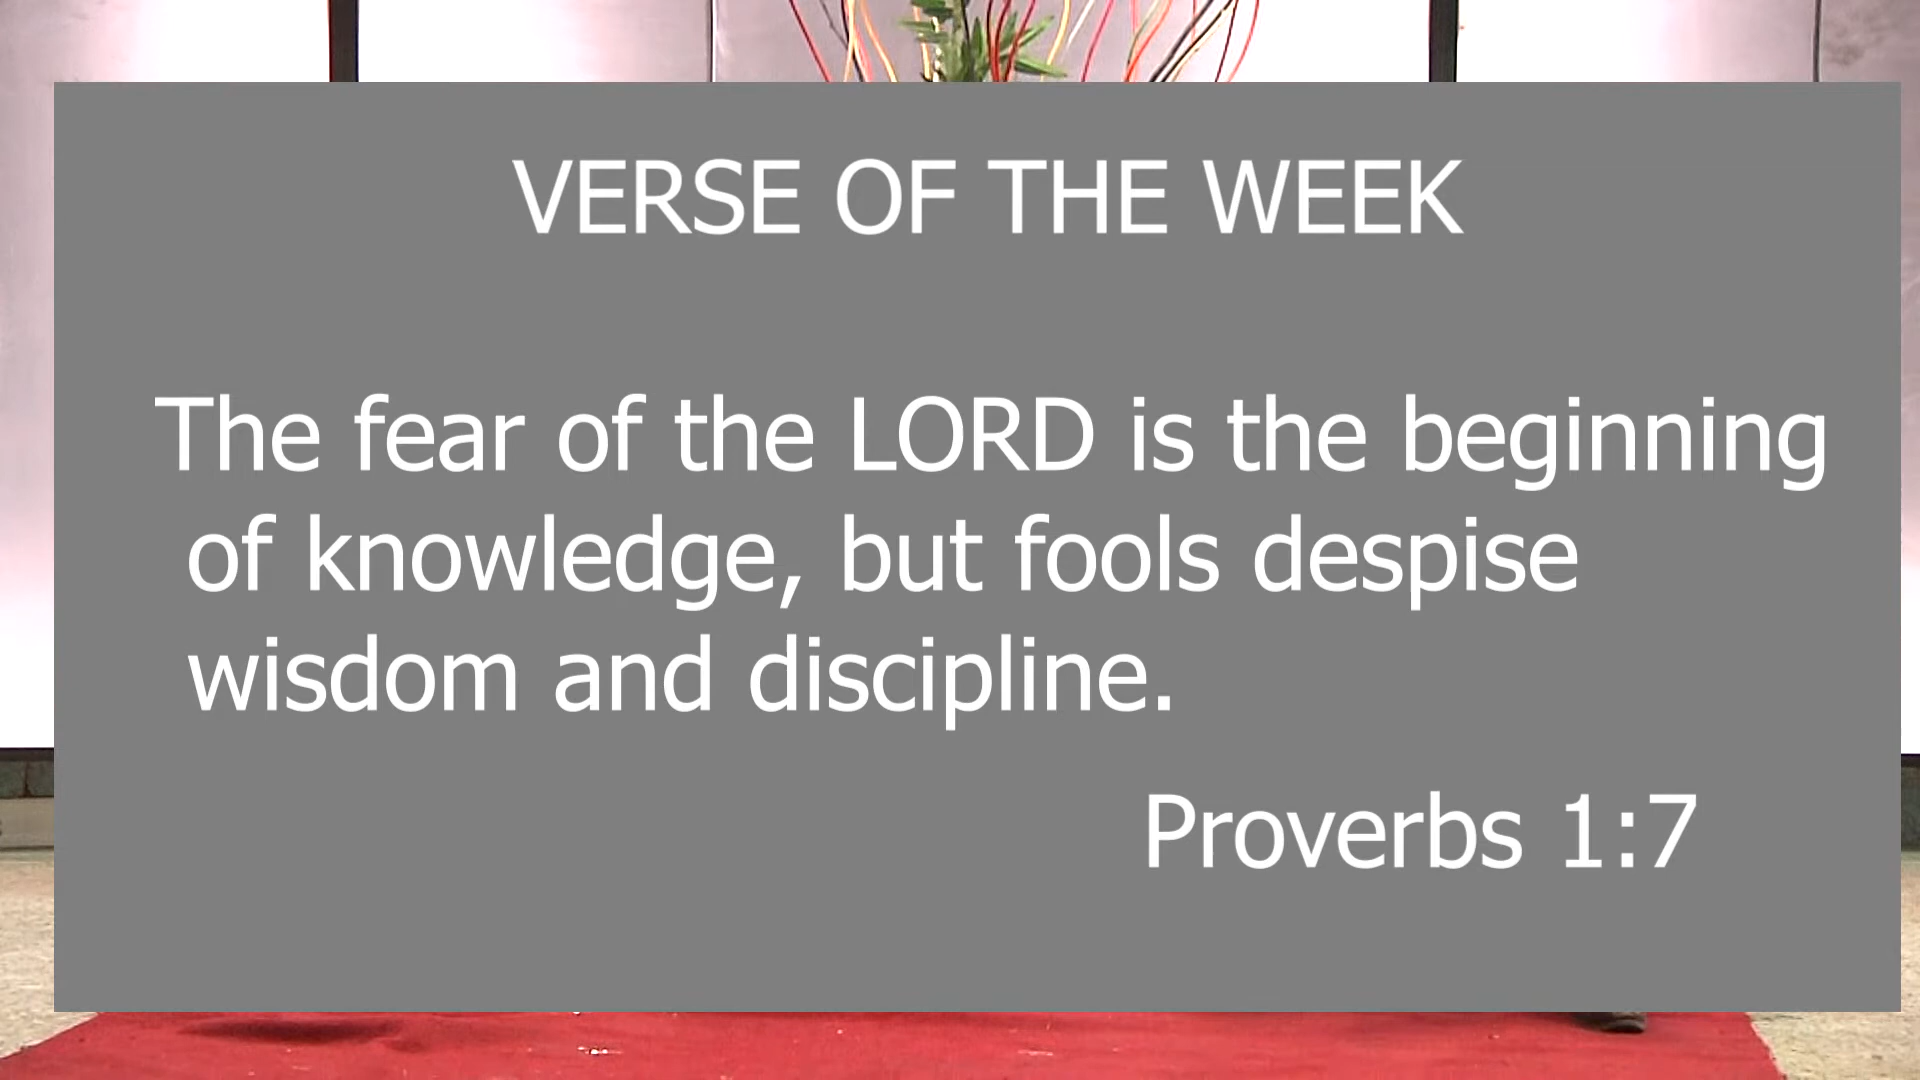 VERSE OF THE WEEK
The fear of the LORD is the beginning
of knowledge, but fools despise
wisdom and discipline.
Proverbs 1:7